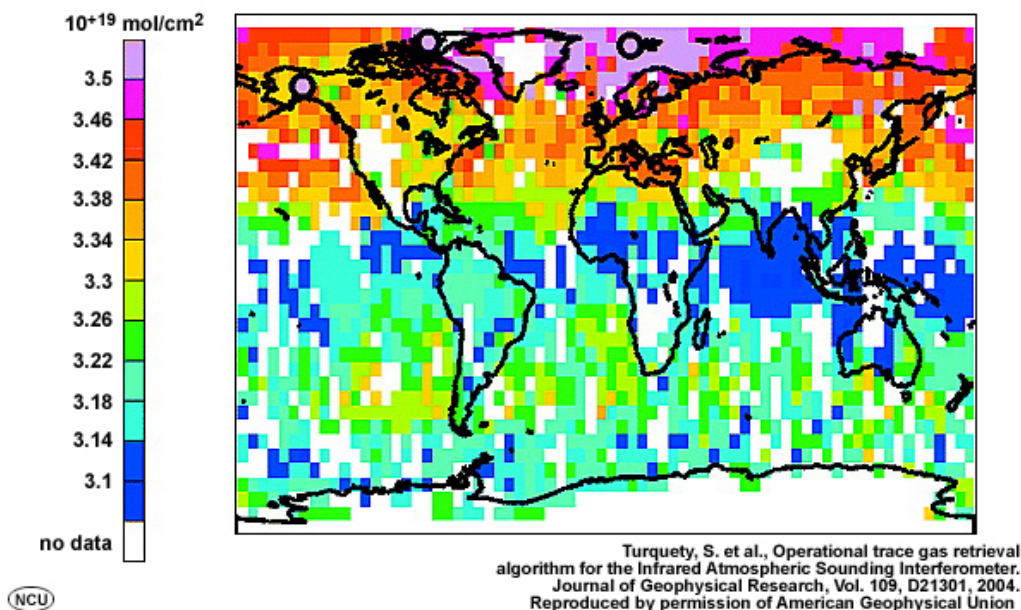 10+19 mol/cm2
3.5
3.46
3.42
3.38
3.34
3.3
3.26
3.22
3.18
3.14
3.1
no data
Turquety, S. et al., Operational trace gas retrieval
algorithm for the Infrared Atmospheric Sounding Interferometer.
Journal of Geophysical Research, Vol. 109, D21301, 2004.
Reproduced by permission of American Geophysical Union
NCU